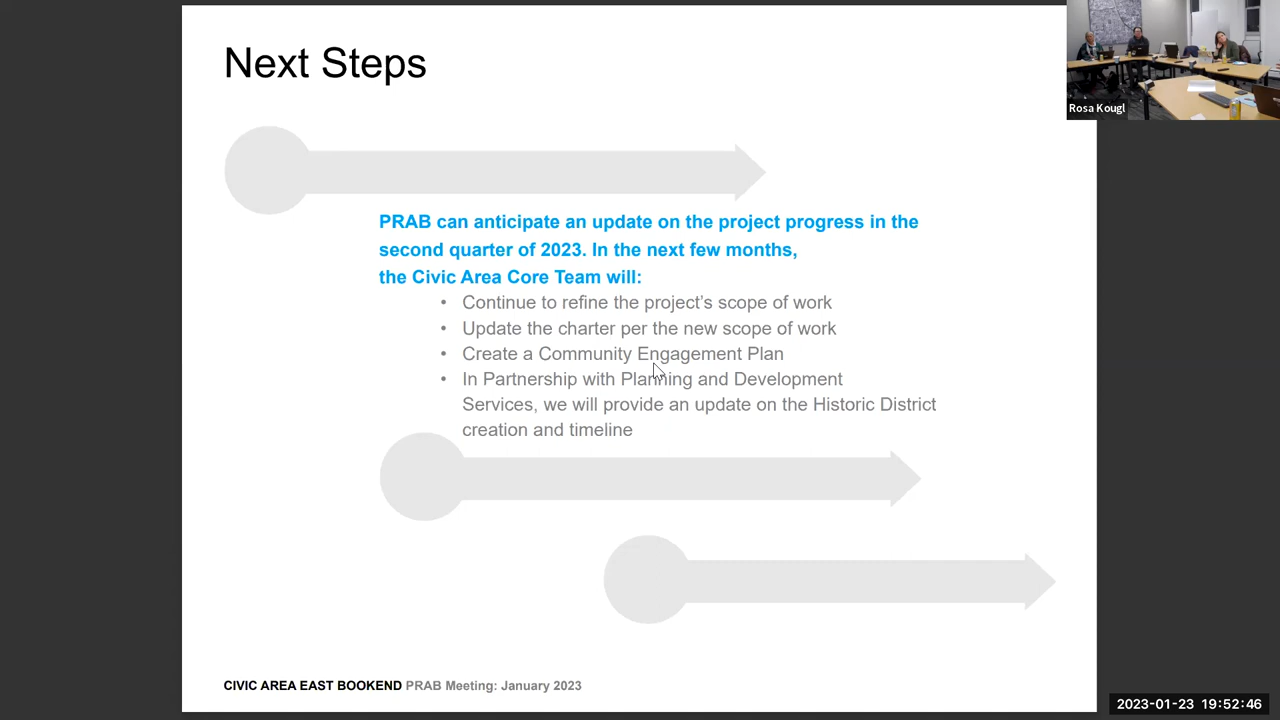 Next Steps
Rosa Kougl
PRAB can anticipate an update on the project progress in the
second quarter of 2023. In the next few months,
the Civic Area Core Team will:
• Continue to refine the project's scope of work
• Update the charter per the new scope of work
• Create a Community Engagement Plan
• In Partnership with Planning and Development
Services, we will provide an update on the Historic District
creation and timeline
CIVIC AREA EAST BOOKEND PRAB Meeting: January 2023
2023-01-23 19:52:46